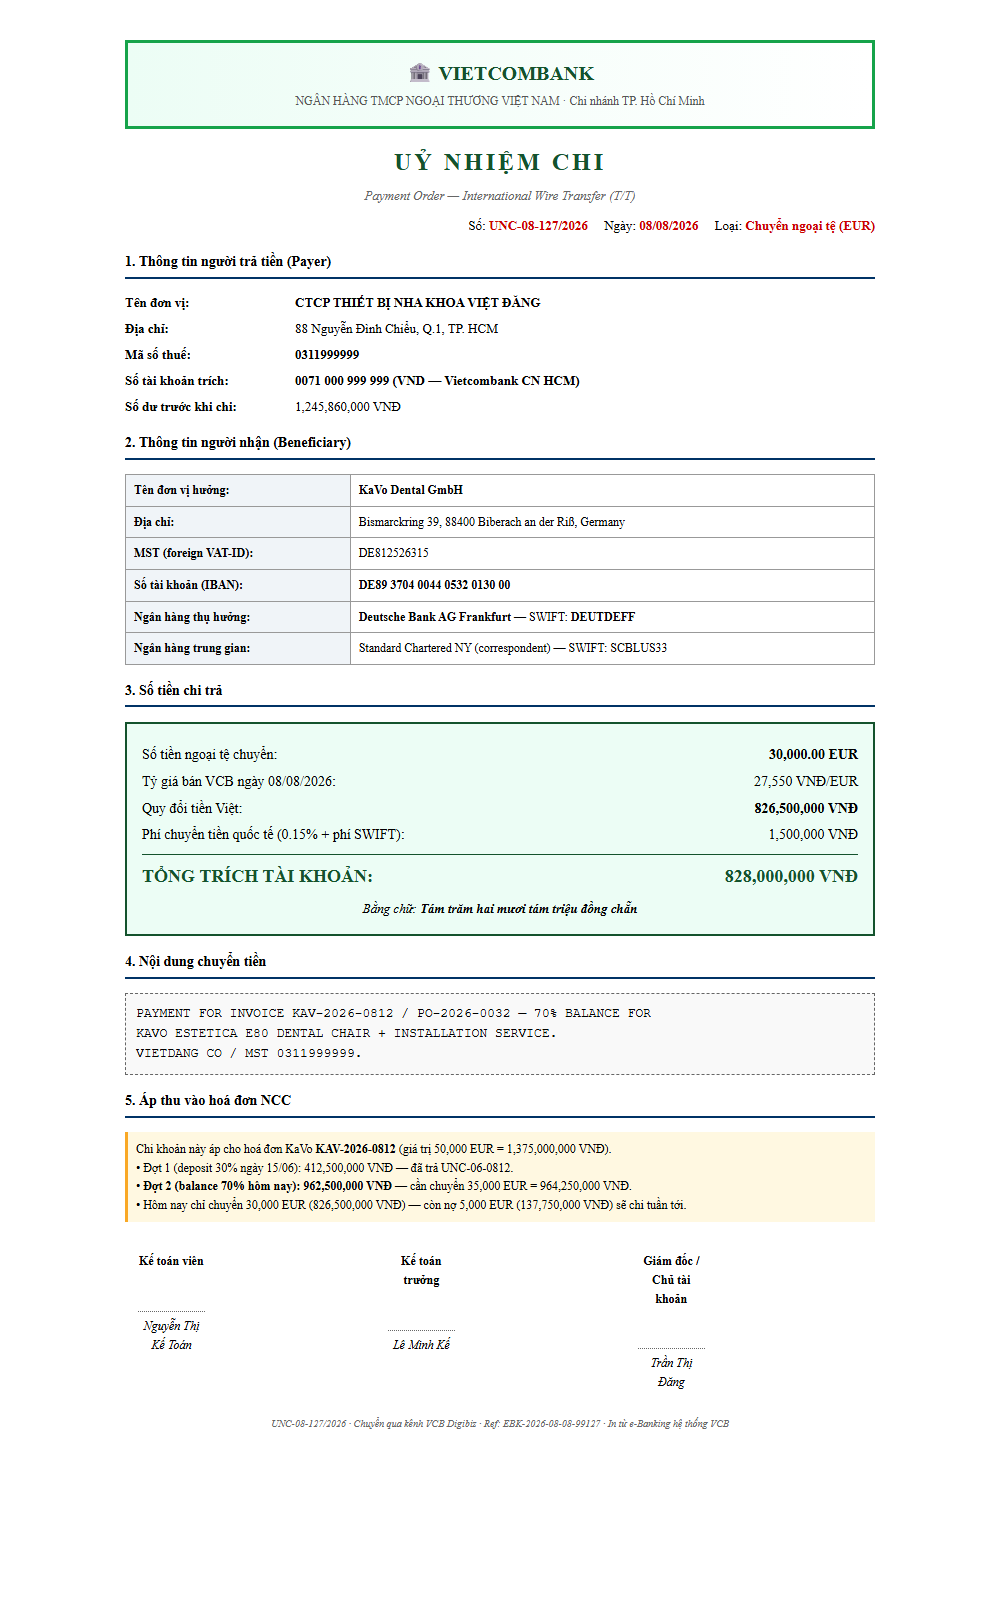 VIETCOMBANK
NGÂN HÀNG TMCP NGOẠI THƯƠNG VIỆT NAM · Chi nhánh TP. Hồ Chí Minh
UỶ NHIỆM CHI
Payment Order — International Wire Transfer (T/T)
Số: UNC-08-127/2026 Ngày: 08/08/2026 Loại: Chuyển ngoại tệ (EUR)
1. Thông tin người trả tiền (Payer)
Tên đơn vị: CTCP THIẾT BỊ NHA KHOA VIỆT ĐĂNG
Địa chỉ: 88 Nguyễn Đình Chiểu, Q.1, TP. HCM
Mã số thuế: 0311999999
Số tài khoản trích: 0071 000 999 999 (VND — Vietcombank CN HCM)
Số dư trước khi chi: 1,245,860,000 VNĐ
2. Thông tin người nhận (Beneficiary)
Tên đơn vị hưởng: KaVo Dental GmbH
Địa chỉ: Bismarckring 39, 88400 Biberach an der Riß, Germany
MST (foreign VAT-ID): DE812526315
Số tài khoản (IBAN): DE89 3704 0044 0532 0130 00
Ngân hàng thụ hưởng: Deutsche Bank AG Frankfurt — SWIFT: DEUTDEFF
Ngân hàng trung gian: Standard Chartered NY (correspondent) — SWIFT: SCBLUS33
3. Số tiền chi trả
Số tiền ngoại tệ chuyển: 30,000.00 EUR
Tỷ giá bán VCB ngày 08/08/2026: 27,550 VNĐ/EUR
Quy đổi tiền Việt: 826,500,000 VNĐ
Phí chuyển tiền quốc tế (0.15% + phí SWIFT): 1,500,000 VNĐ
TỔNG TRÍCH TÀI KHOẢN: 828,000,000 VNĐ
Bằng chữ: Tám trăm hai mươi tám triệu đồng chẵn
4. Nội dung chuyển tiền
PAYMENT FOR INVOICE KAV-2026-0812 / PO-2026-0032 — 70% BALANCE FOR
KAVO ESTETICA E80 DENTAL CHAIR + INSTALLATION SERVICE.
VIETDANG CO / MST 0311999999.
5. Áp thu vào hoá đơn NCC
Chi khoản này áp cho hoá đơn KaVo KAV-2026-0812 (giá trị 50,000 EUR = 1,375,000,000 VNĐ).
• Đợt 1 (deposit 30% ngày 15/06): 412,500,000 VNĐ — đã trả UNC-06-0812.
• Đợt 2 (balance 70% hôm nay): 962,500,000 VNĐ — cần chuyển 35,000 EUR = 964,250,000 VNĐ.
• Hôm nay chỉ chuyển 30,000 EUR (826,500,000 VNĐ) — còn nợ 5,000 EUR (137,750,000 VNĐ) sẽ chi tuần tới.
Kế toán viên
Nguyễn Thị
Kế Toán
Kế toán
trưởng
Lê Minh Kế
Giám đốc /
Chủ tài
khoản
Trần Thị
Đăng
UNC-08-127/2026 · Chuyển qua kênh VCB Digibiz · Ref: EBK-2026-08-08-99127 · In từ e-Banking hệ thống VCB